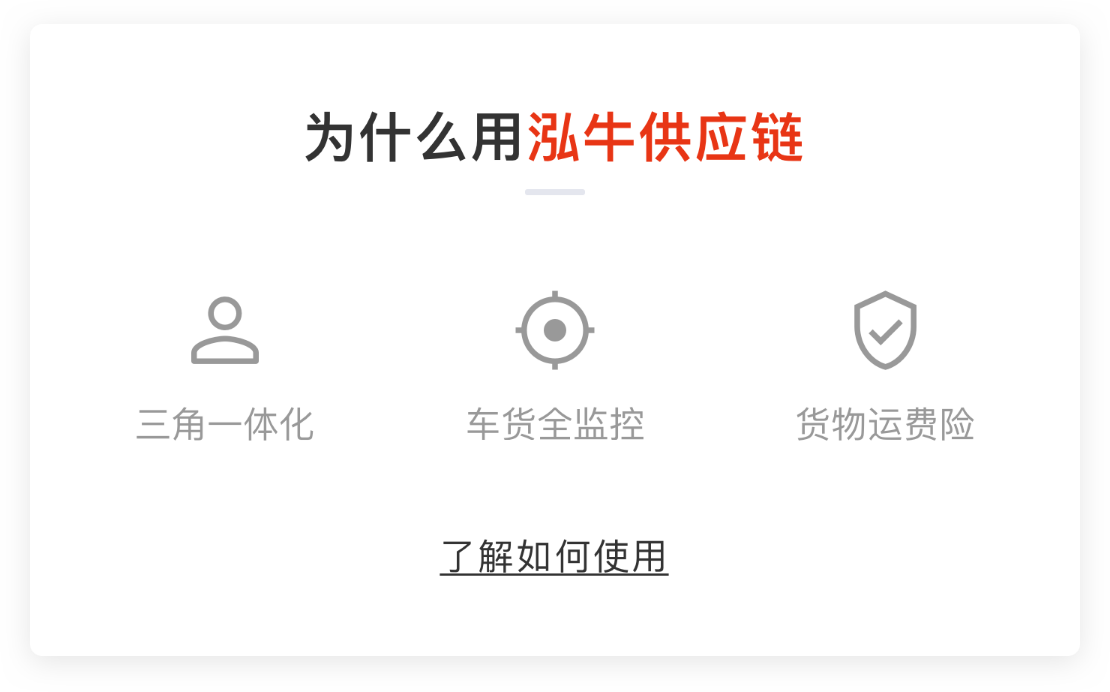 为什么用泓牛供应链
三角一体化
车货全监控
货物运费险
了解如何使用